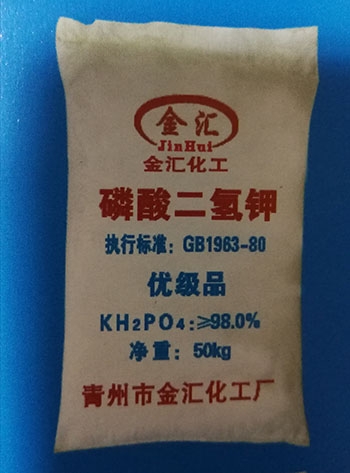 金汇
JinHui
金汇化工
磷酸二氢钾
执行标准：GB1963-80
优级品
KH₂PO₄:≥98.0%
净重：50kg
青州市金汇化工厂